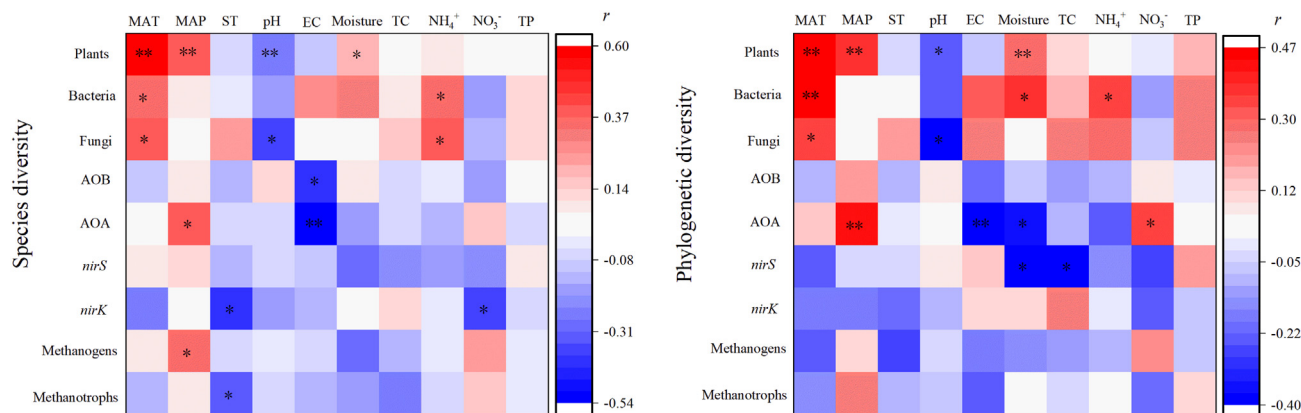 MAT MAP ST pH EC Moisture TC NH₄⁺ NO₃⁻ TP r
Species diversity
Plants ** ** ** * 0.60
Bacteria * *
0.37
Fungi * * *
AOB *
0.14
AOA * **
nirS
-0.08
nirK * *
-0.31
Methanogens *
Methanotrophs *
-0.54
MAT MAP ST pH EC Moisture TC NH₄⁺ NO₃⁻ TP r
Phylogenetic diversity
Plants ** ** * ** 0.47
Bacteria ** * *
0.30
Fungi * *
AOB
0.12
AOA ** ** * *
nirS * *
-0.05
nirK
-0.22
Methanogens
Methanotrophs
-0.40